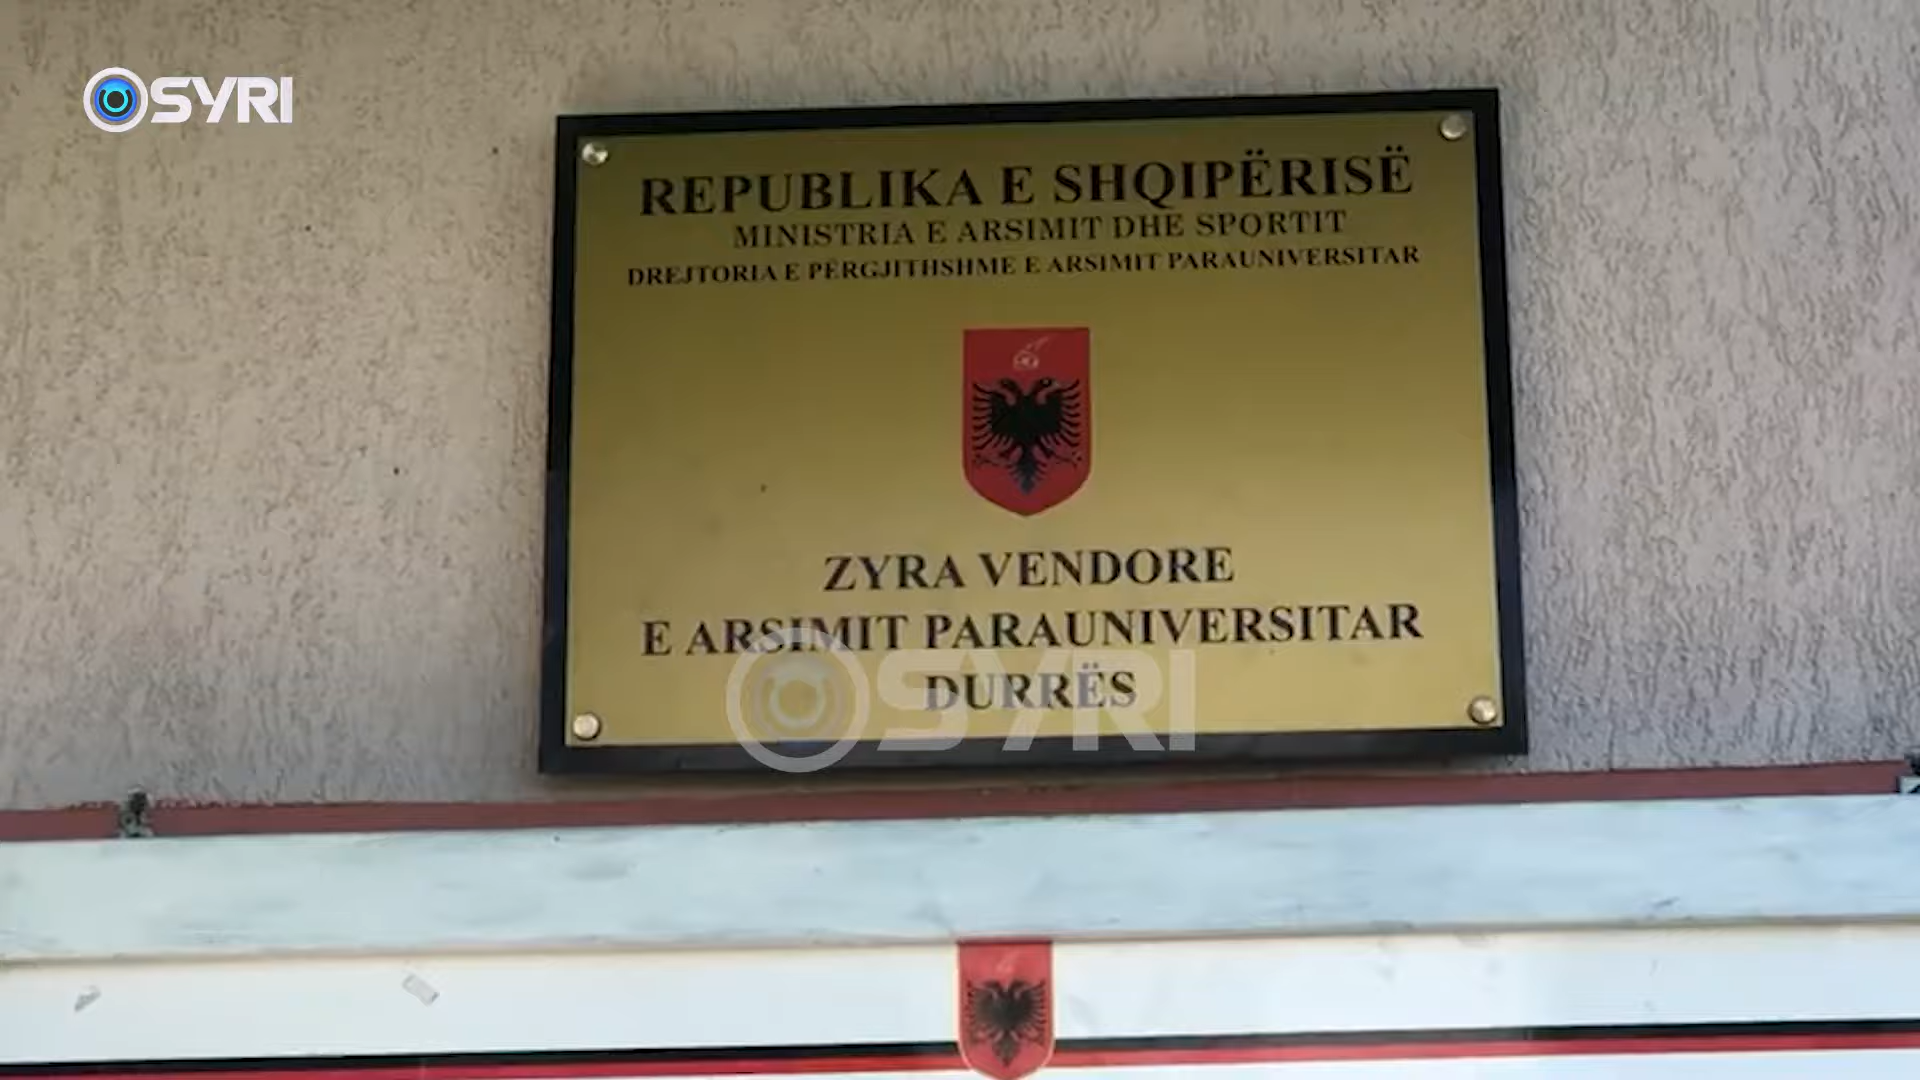 SYRI
REPUBLIKA E SHQIPËRISË
MINISTRIA E ARSIMIT DHE SPORTIT
DREJTORIA E PËRGJITHSHME E ARSIMIT PARAUNIVERSITAR
ZYRA VENDORE
E ARSIMIT PARAUNIVERSITAR
DURRËS
SYRI